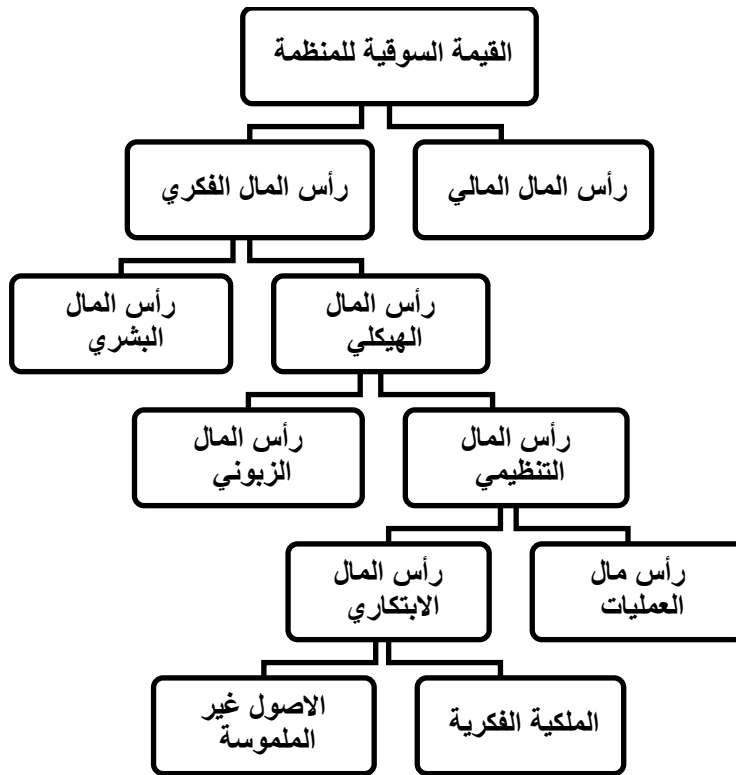 القيمة السوقية للمنظمة
رأس المال المالي
رأس المال الفكري
رأس المال
الهيكلي
رأس المال
البشري
رأس المال
التنظيمي
رأس المال
الزبوني
رأس مال
العمليات
رأس المال
الابتكاري
الملكية الفكرية
الاصول غير
الملموسة